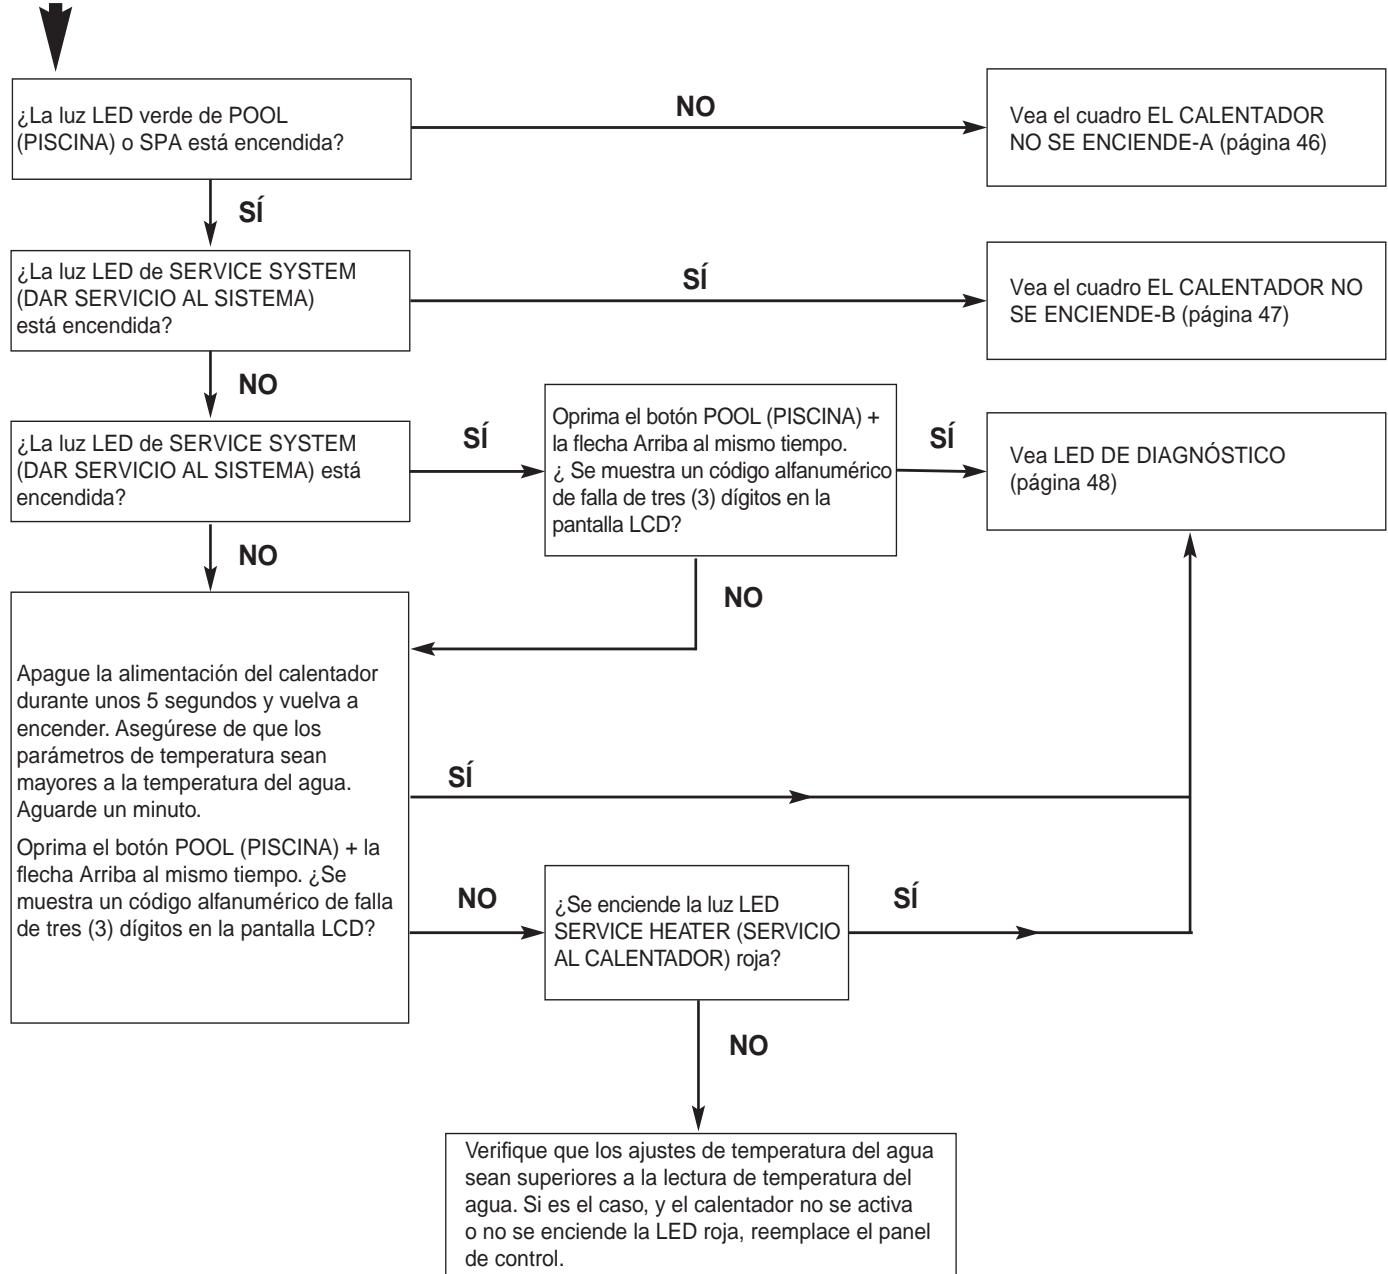 ¿La luz LED verde de POOL
(PISCINA) o SPA está encendida?
NO
Vea el cuadro EL CALENTADOR
NO SE ENCIENDE-A (página 46)
SÍ
¿La luz LED de SERVICE SYSTEM
(DAR SERVICIO AL SISTEMA)
está encendida?
SÍ
Vea el cuadro EL CALENTADOR NO
SE ENCIENDE-B (página 47)
NO
¿La luz LED de SERVICE SYSTEM
(DAR SERVICIO AL SISTEMA) está
encendida?
SÍ
Oprima el botón POOL (PISCINA) +
la flecha Arriba al mismo tiempo.
¿ Se muestra un código alfanumérico
de falla de tres (3) dígitos en la
pantalla LCD?
SÍ
Vea LED DE DIAGNÓSTICO
(página 48)
NO
NO
Apague la alimentación del calentador
durante unos 5 segundos y vuelva a
encender. Asegúrese de que los
parámetros de temperatura sean
mayores a la temperatura del agua.
Aguarde un minuto.
Oprima el botón POOL (PISCINA) + la
flecha Arriba al mismo tiempo. ¿Se
muestra un código alfanumérico de falla
de tres (3) dígitos en la pantalla LCD?
SÍ
NO
¿Se enciende la luz LED
SERVICE HEATER (SERVICIO
AL CALENTADOR) roja?
SÍ
NO
Verifique que los ajustes de temperatura del agua
sean superiores a la lectura de temperatura del
agua. Si es el caso, y el calentador no se activa
o no se enciende la LED roja, reemplace el panel
de control.